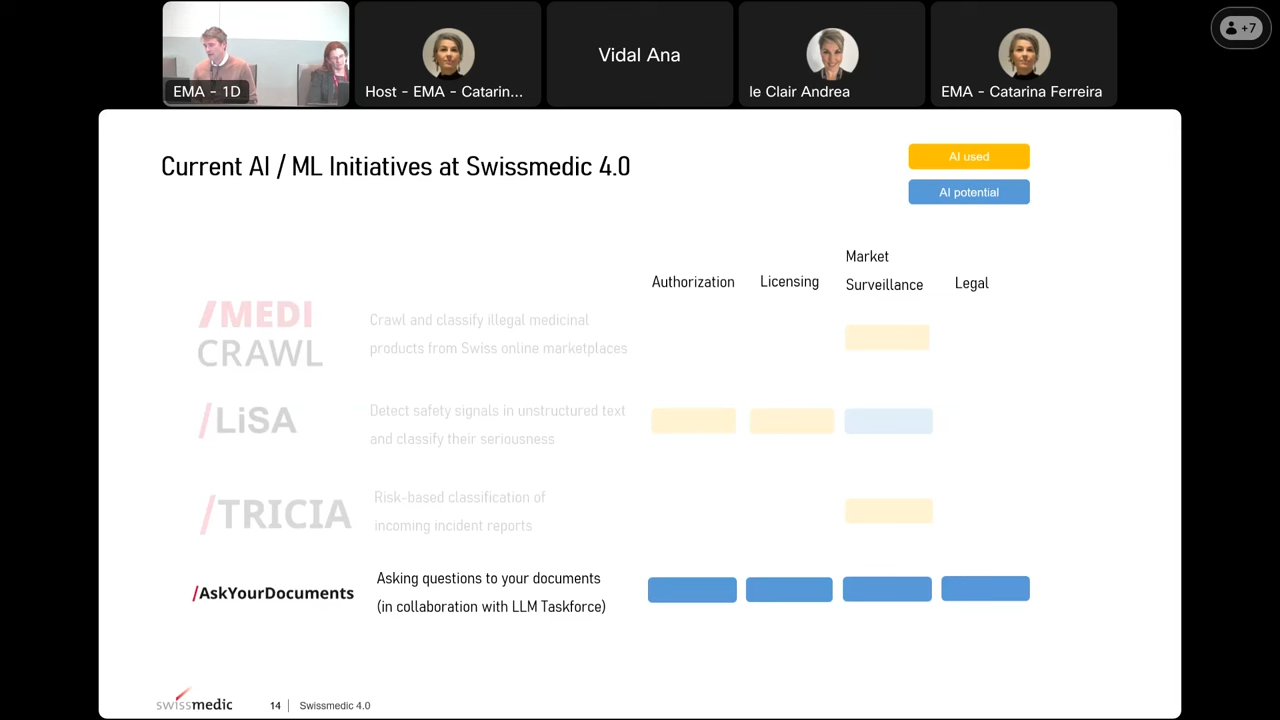 +7
EMA - 1D
Host - EMA - Catarin...
Vidal Ana
le Clair Andrea
EMA - Catarina Ferreira
Current AI / ML Initiatives at Swissmedic 4.0
AI used
AI potential
Authorization
Licensing
Market
Surveillance
Legal
/MEDI
CRAWL
Crawl and classify illegal medicinal
products from Swiss online marketplaces
/LiSA
Detect safety signals in unstructured text
and classify their seriousness
/TRICIA
Risk-based classification of
incoming incident reports
/AskYourDocuments
Asking questions to your documents
(in collaboration with LLM Taskforce)
swissmedic
14 | Swissmedic 4.0